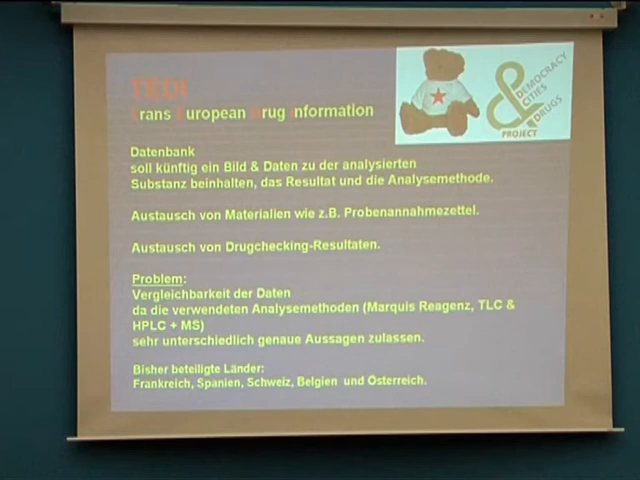 TEDI
Trans European Drug Information
DEMOCRACY
CITIES
& DRUGS
PROJECT
Datenbank
soll künftig ein Bild & Daten zu der analysierten
Substanz beinhalten, das Resultat und die Analysemethode.
Austausch von Materialien wie z.B. Probenannahmezettel.
Austausch von Drugchecking-Resultaten.
Problem:
Vergleichbarkeit der Daten
da die verwendeten Analysemethoden (Marquis Reagenz, TLC &
HPLC + MS)
sehr unterschiedlich genaue Aussagen zulassen.
Bisher beteiligte Länder:
Frankreich, Spanien, Schweiz, Belgien und Österreich.